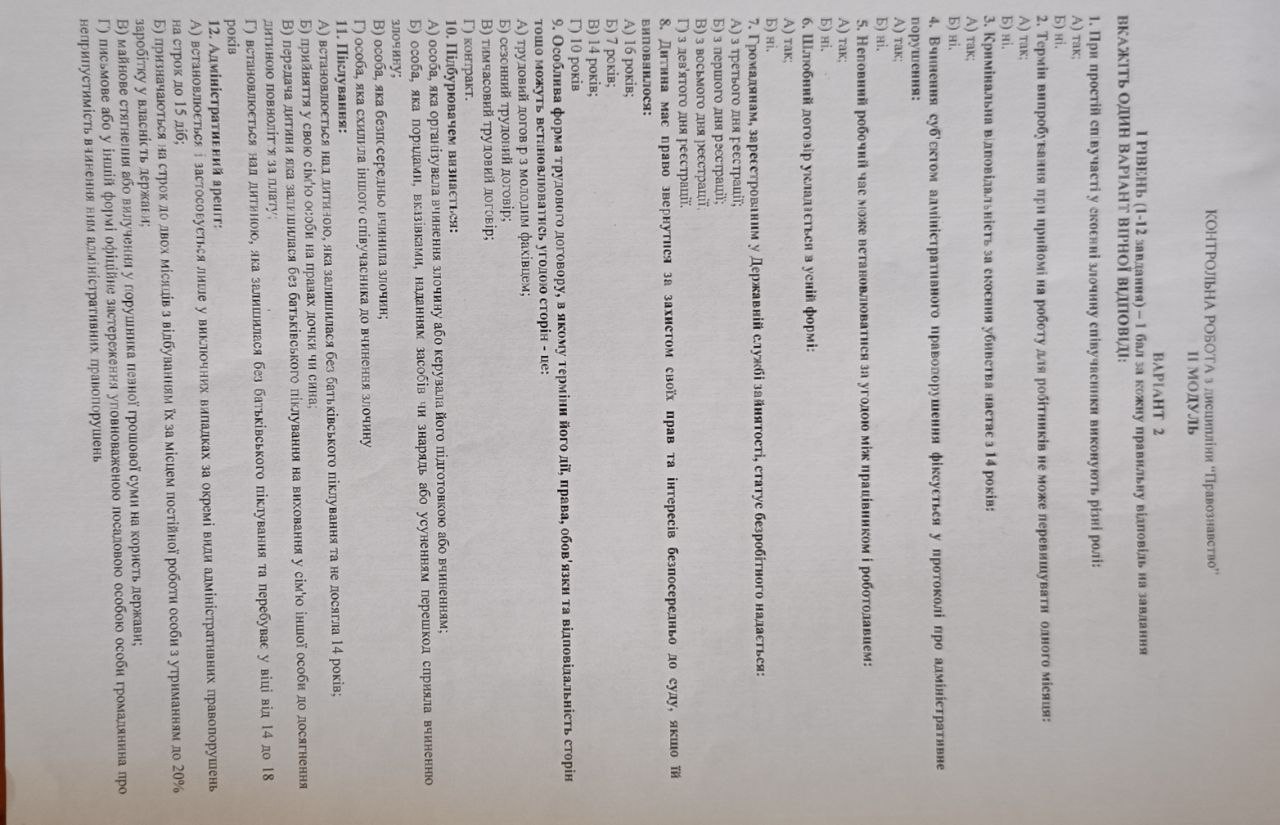 КОНТРОЛЬНА РОБОТА з дисципліни “Правознавство”
ІІ МОДУЛЬ
ВАРІАНТ 2
І РІВЕНЬ (1-12 завдання) – 1 бал за кожну правильну відповідь на завдання
ВКАЖІТЬ ОДИН ВАРІАНТ ВІРНОЇ ВІДПОВІДІ:
1. При простій співучасті у скоєнні злочину співучасники виконують різні ролі:
А) так;
Б) ні.
2. Термін випробування при прийомі на роботу для робітників не може перевищувати одного місяця:
А) так;
Б) ні.
3. Кримінальна відповідальність за скоєння убивства настає з 14 років:
А) так;
Б) ні.
4. Вчинення суб'єктом адміністративного правопорушення фіксується у протоколі про адміністративне
порушення:
А) так;
Б) ні.
5. Неповний робочий час може встановлюватися за угодою між працівником і роботодавцем:
А) так;
Б) ні.
6. Шлюбний договір укладається в усній формі:
А) так;
Б) ні.
7. Громадянам, зареєстрованим у Державній службі зайнятості, статус безробітного надається:
А) з третього дня реєстрації;
Б) з першого дня реєстрації;
В) з восьмого дня реєстрації.
Г) з дев'ятого дня реєстрації.
8. Дитина має право звернутися за захистом своїх прав та інтересів безпосередньо до суду, якщо їй
виповнилося:
А) 16 років;
Б) 7 років;
В) 14 років;
Г) 10 років
9. Особлива форма трудового договору, в якому терміни його дії, права, обов'язки та відповідальність сторін
тощо можуть встановлюватись угодою сторін - це:
А) трудовий договір з молодим фахівцем;
Б) сезонний трудовий договір;
В) тимчасовий трудовий договір;
Г) контракт.
10. Підбурювачем визнається:
А) особа, яка організувала вчинення злочину або керувала його підготовкою або вчиненням;
Б) особа, яка порадами, вказівками, наданням засобів чи знарядь або усуненням перешкод сприяла вчиненню
злочину;
В) особа, яка безпосередньо вчинила злочин;
Г) особа, яка схилила іншого співучасника до вчинення злочину
11. Піклування:
А) встановлюється над дитиною, яка залишилася без батьківського піклування та не досягла 14 років;
Б) прийняття у свою сім'ю особи на правах дочки чи сина;
В) передача дитини яка залишилася без батьківського піклування на виховання у сім'ю іншої особи до досягнення
дитиною повноліття за плату;
Г) встановлюється над дитиною, яка залишилася без батьківського піклування та перебуває у віці від 14 до 18
років
12. Адміністративний арешт:
А) встановлюється і застосовується лише у виключних випадках за окремі види адміністративних правопорушень
на строк до 15 діб;
Б) призначаються на строк до двох місяців з відбуванням їх за місцем постійної роботи особи з утриманням до 20%
заробітку у власність держави;
В) майнове стягнення або вилучення у порушника певної грошової суми на користь держави;
Г) письмове або у іншій формі офіційне застереження уповноваженою посадовою особою особи громадянина про
неприпустимість вчинення ним адміністративних правопорушень